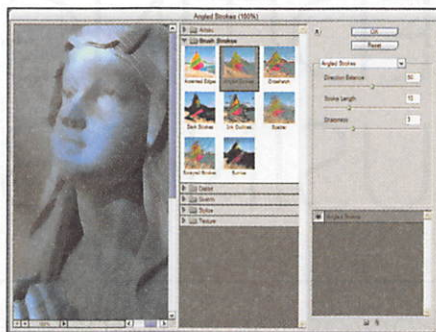 Angled Strokes (100%)
Artistic
Brush Strokes
Accented Edges
Angled Strokes
Crosshatch
Dark Strokes
Ink Outlines
Spatter
Sprayed Strokes
Sumi-e
Distort
Sketch
Stylize
Texture
100%
OK
Reset
Angled Strokes
Direction Balance
50
Stroke Length
15
Sharpness
3
Angled Strokes